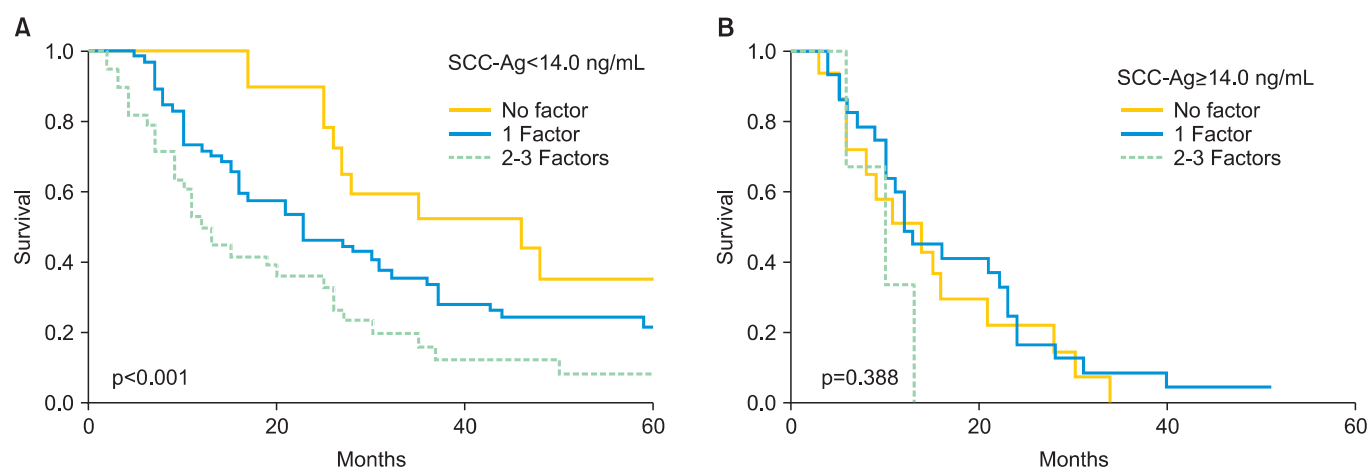 A
SCC-Ag<14.0 ng/mL
No factor
1 Factor
2-3 Factors
Survival
1.0
0.8
0.6
0.4
0.2
0.0
p<0.001
0
20
40
60
Months
B
SCC-Ag≥14.0 ng/mL
No factor
1 Factor
2-3 Factors
Survival
1.0
0.8
0.6
0.4
0.2
0.0
p=0.388
0
20
40
60
Months